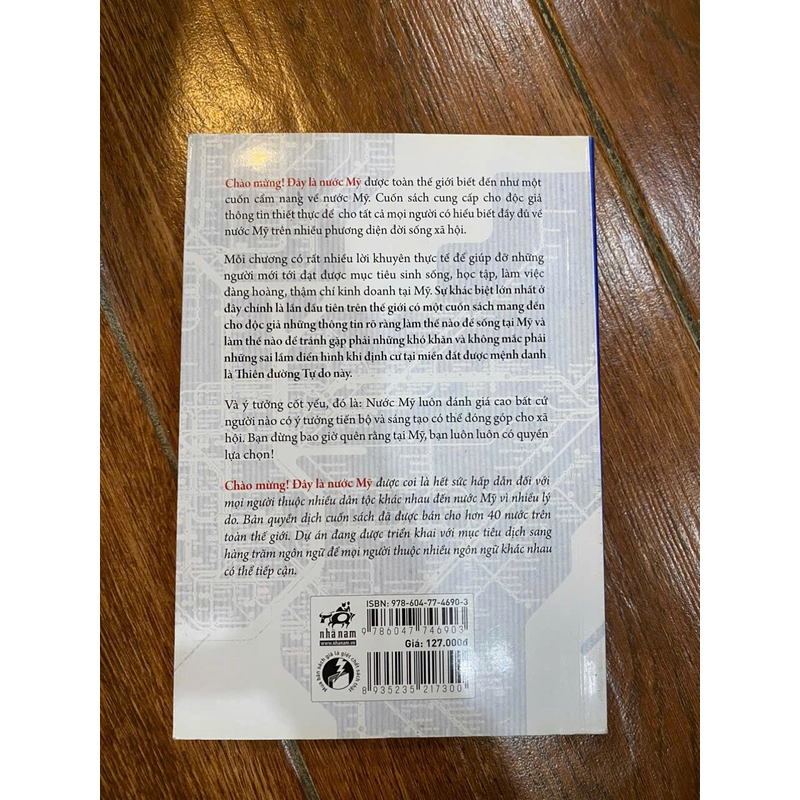 Chào mừng! Đây là nước Mỹ được toàn thế giới biết đến như một
cuốn cẩm nang về nước Mỹ. Cuốn sách cung cấp cho độc giả
thông tin thiết thực để cho tất cả mọi người có hiểu biết đầy đủ về
nước Mỹ trên nhiều phương diện đời sống xã hội.
Mỗi chương có rất nhiều lời khuyên thực tế để giúp đỡ những
người mới tới đạt được mục tiêu sinh sống, học tập, làm việc
đàng hoàng, thậm chí kinh doanh tại Mỹ. Sự khác biệt lớn nhất ở
đây chính là lần đầu tiên trên thế giới có một cuốn sách mang đến
cho độc giả những thông tin rõ ràng làm thế nào để sống tại Mỹ và
làm thế nào để tránh gặp phải những khó khăn và không mắc phải
những sai lầm điển hình khi định cư tại miền đất được mệnh danh
là Thiên đường Tự do này.
Và ý tưởng cốt yếu, đó là: Nước Mỹ luôn đánh giá cao bất cứ
người nào có ý tưởng tiến bộ và sáng tạo có thể đóng góp cho xã
hội. Bạn đừng bao giờ quên rằng tại Mỹ, bạn luôn luôn có quyền
lựa chọn!
Chào mừng! Đây là nước Mỹ được coi là hết sức hấp dẫn đối với
mọi người thuộc nhiều dân tộc khác nhau đến nước Mỹ vì nhiều lý
do. Bản quyền dịch cuốn sách đã được bán cho hơn 40 nước trên
toàn thế giới. Dự án đang được triển khai với mục tiêu dịch sang
hàng trăm ngôn ngữ để mọi người thuộc nhiều ngôn ngữ khác nhau
có thể tiếp cận.
ISBN: 978-604-77-4690-3
nhã nam
www.nhanam.vn
9 786047 746903
Giá: 127.000đ
Mua bán sách giả là giết chết sách thật
8 935235 217300